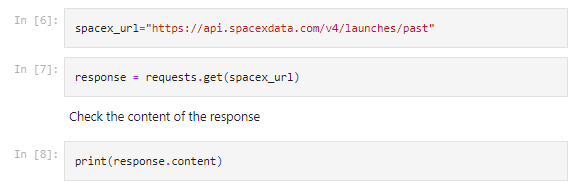 In [6]: spacex_url="https://api.spacexdata.com/v4/launches/past"
In [7]: response = requests.get(spacex_url)
Check the content of the response
In [8]: print(response.content)